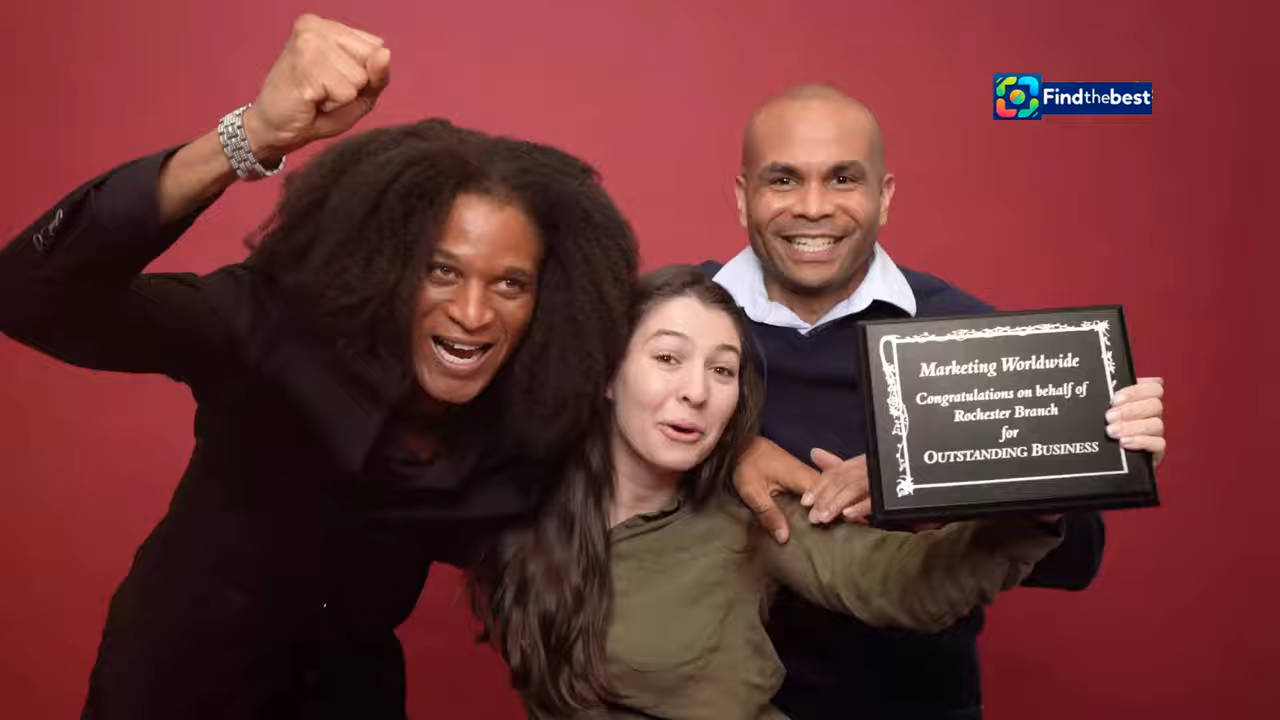 Findthebest
Marketing Worldwide
Congratulations on behalf of
Rochester Branch
for
OUTSTANDING BUSINESS